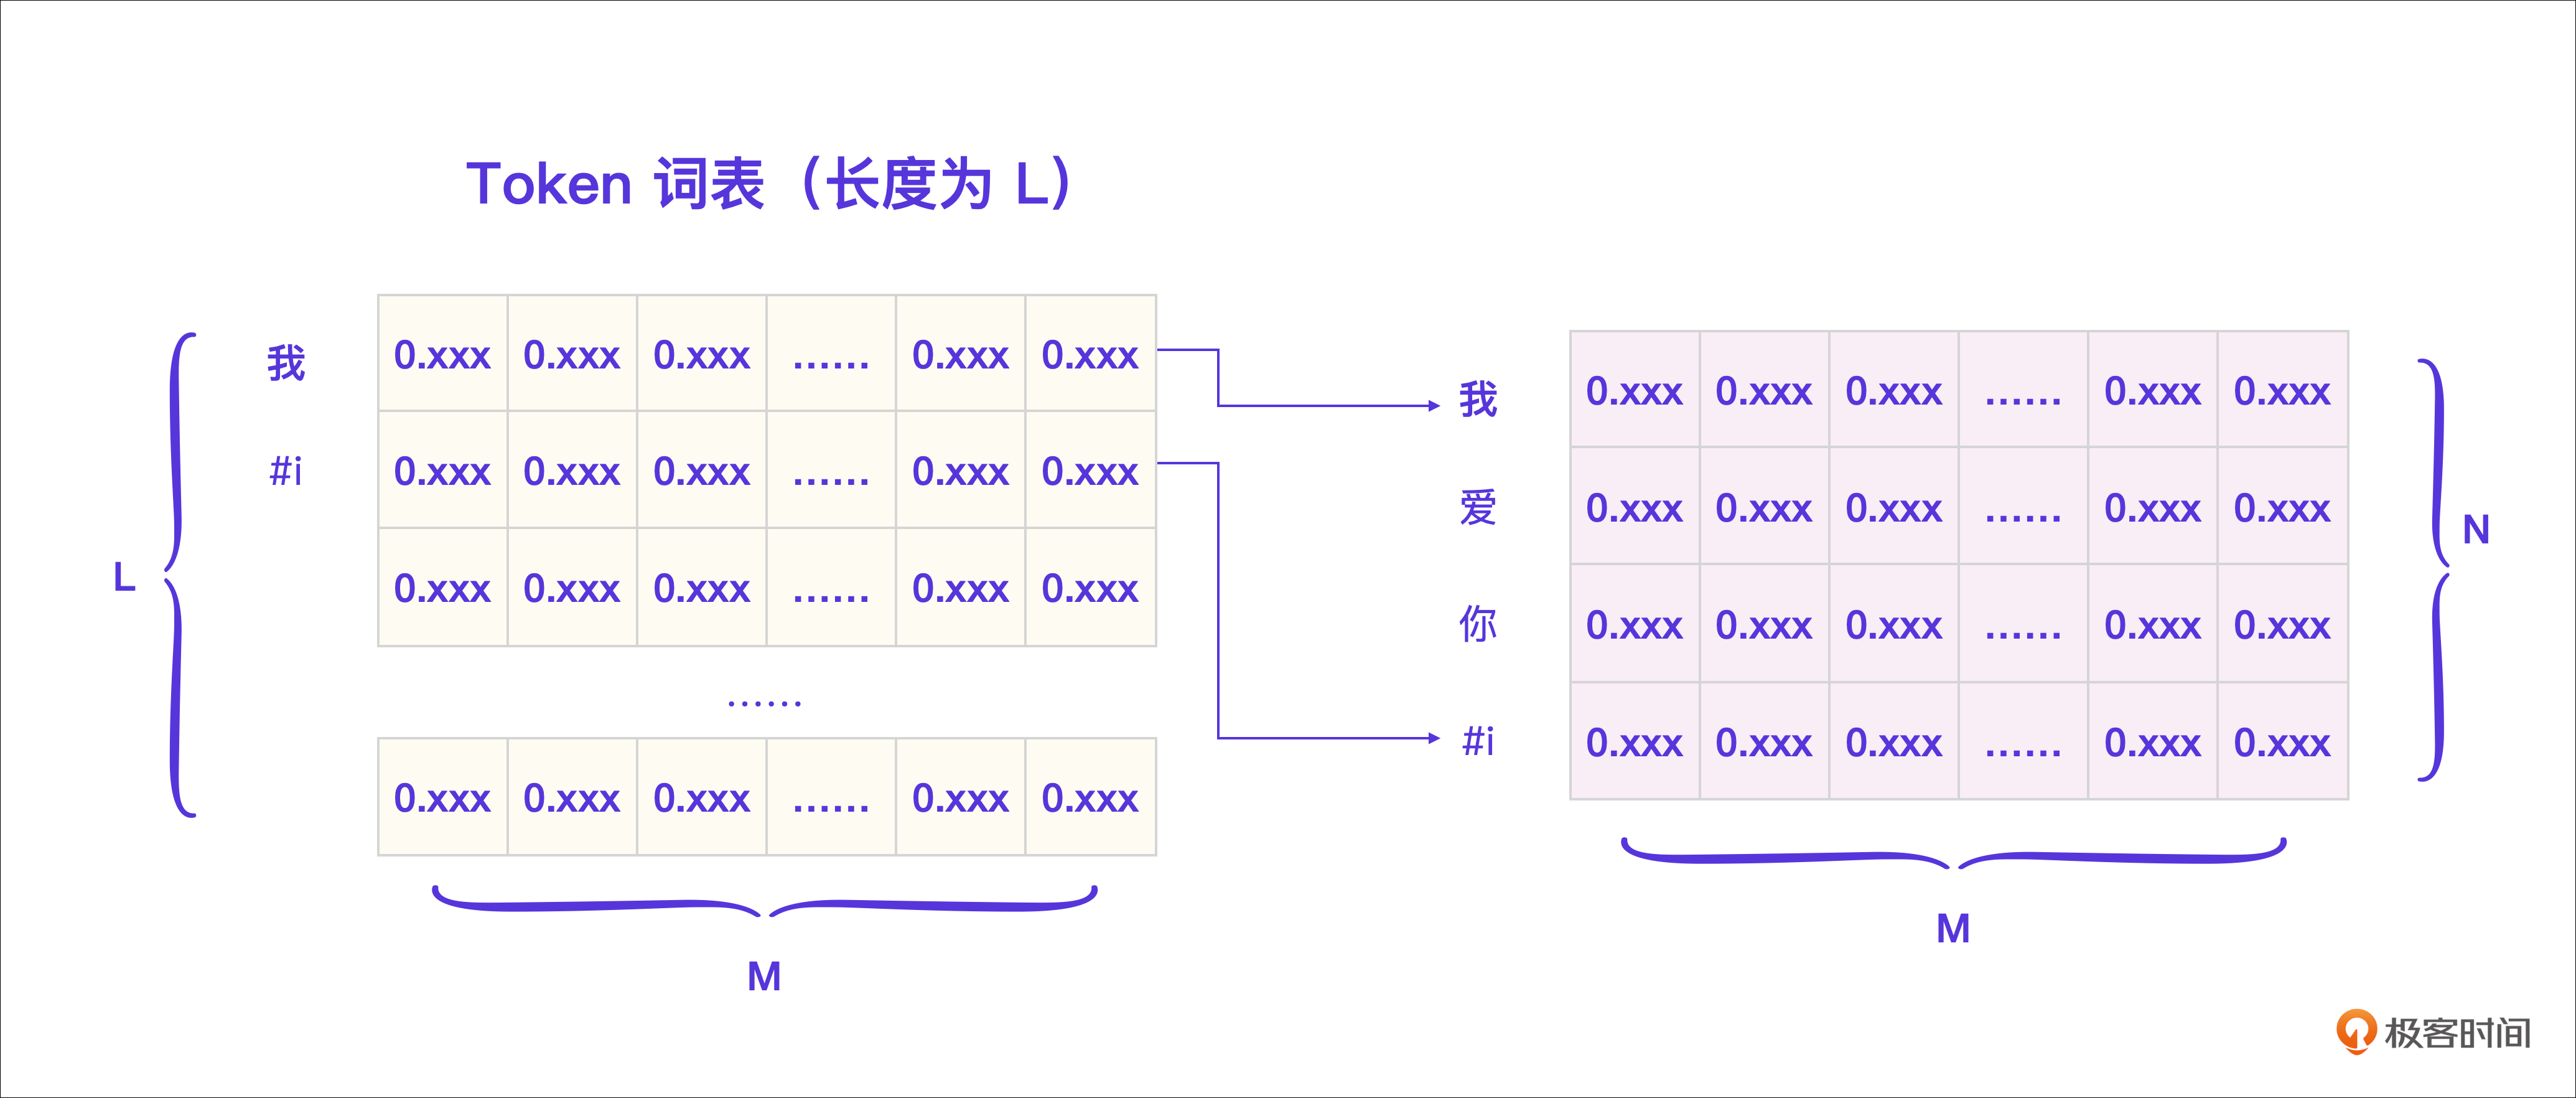 Token 词表（长度为 L）
我 0.xxx 0.xxx 0.xxx ...... 0.xxx 0.xxx
#i 0.xxx 0.xxx 0.xxx ...... 0.xxx 0.xxx
0.xxx 0.xxx 0.xxx ...... 0.xxx 0.xxx
......
0.xxx 0.xxx 0.xxx ...... 0.xxx 0.xxx
L
M
我 0.xxx 0.xxx 0.xxx ...... 0.xxx 0.xxx
爱 0.xxx 0.xxx 0.xxx ...... 0.xxx 0.xxx
你 0.xxx 0.xxx 0.xxx ...... 0.xxx 0.xxx
#i 0.xxx 0.xxx 0.xxx ...... 0.xxx 0.xxx
N
M
极客时间